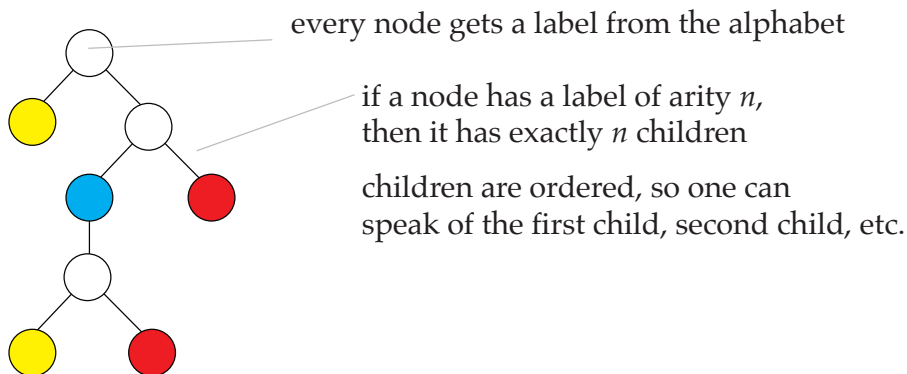 every node gets a label from the alphabet
if a node has a label of arity n,
then it has exactly n children
children are ordered, so one can
speak of the first child, second child, etc.